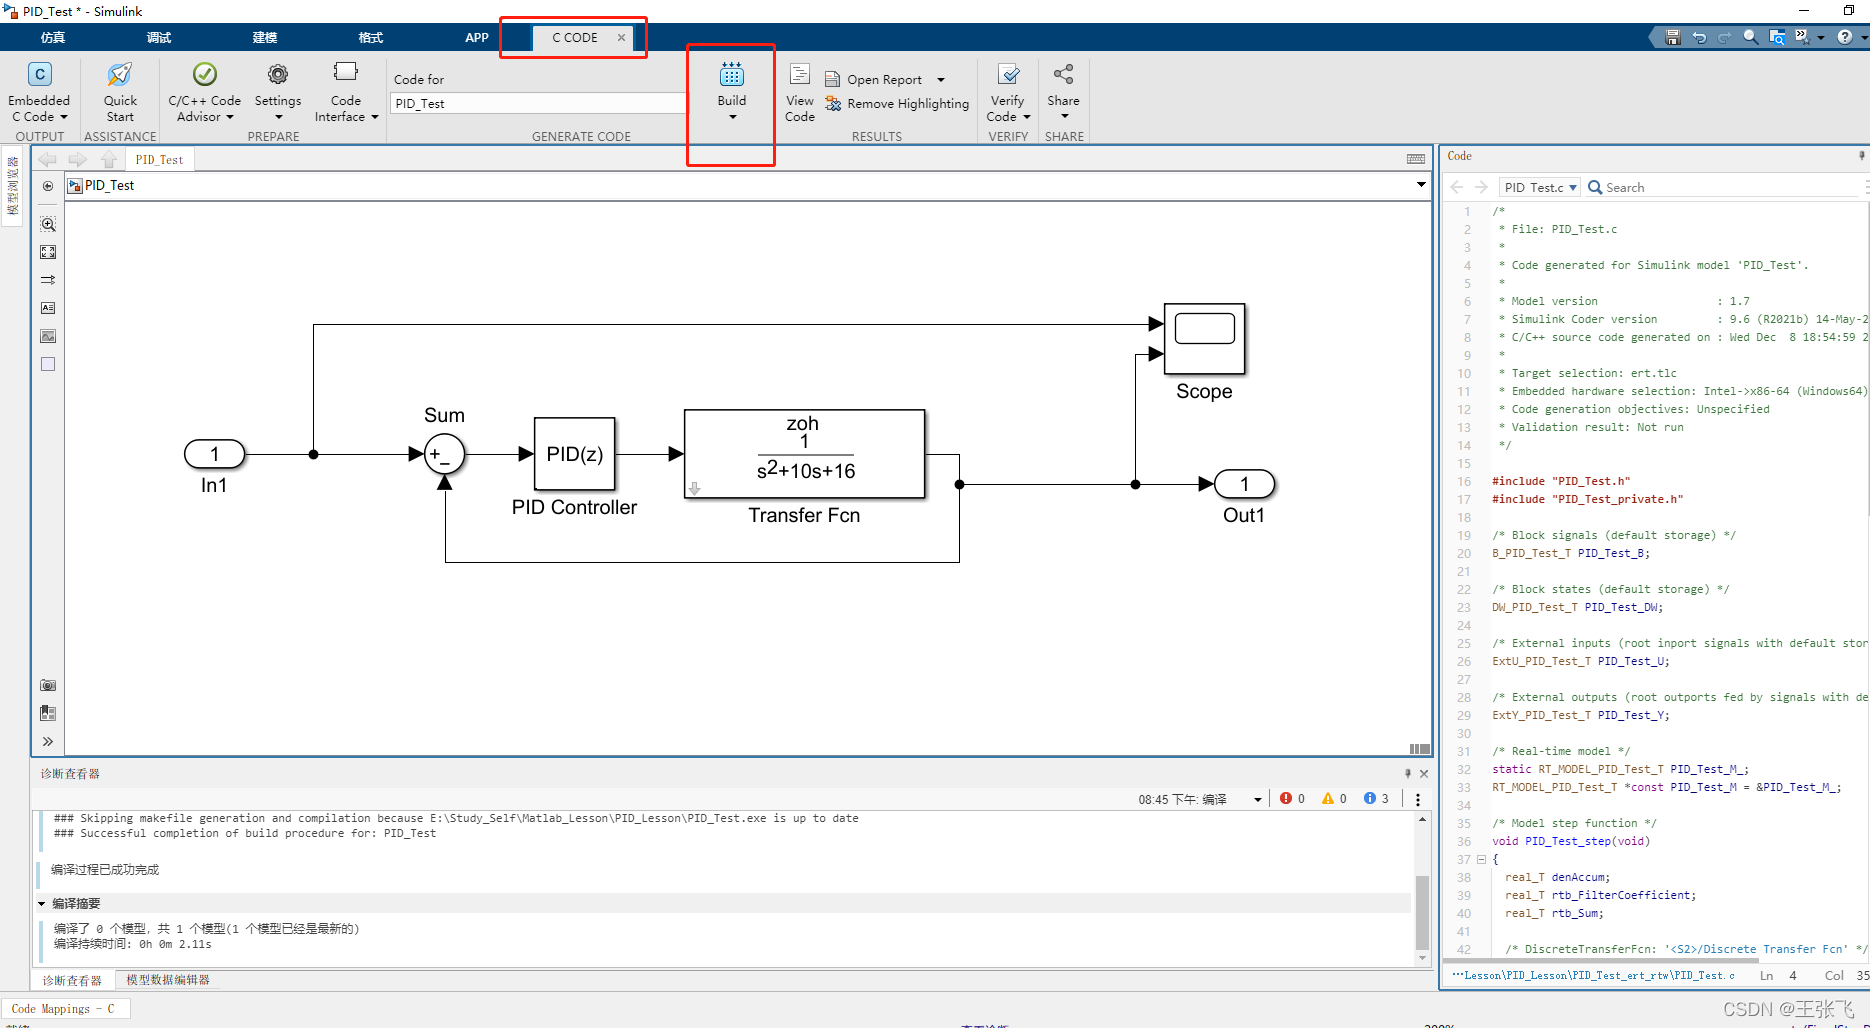 PID_Test * - Simulink
仿真
调试
建模
格式
APP
C CODE
Embedded
C Code
OUTPUT
Quick
Start
ASSISTANCE
C/C++ Code
Advisor
Settings
Code
Interface
PREPARE
Code for
PID_Test
GENERATE CODE
Build
View
Code
Open Report
Remove Highlighting
RESULTS
Verify
Code
VERIFY
Share
SHARE
模型浏览器
PID_Test
PID_Test
1
In1
Sum
+
−
PID(z)
PID Controller
zoh
1
s2+10s+16
Transfer Fcn
Scope
1
Out1
Code
PID_Test.c
Search
1 /*
2 * File: PID_Test.c
3 *
4 * Code generated for Simulink model 'PID_Test'.
5 *
6 * Model version : 1.7
7 * Simulink Coder version : 9.6 (R2021b) 14-May-2
8 * C/C++ source code generated on : Wed Dec 8 18:54:59 2
9 *
10 * Target selection: ert.tlc
11 * Embedded hardware selection: Intel->x86-64 (Windows64)
12 * Code generation objectives: Unspecified
13 * Validation result: Not run
14 */
15
16 #include "PID_Test.h"
17 #include "PID_Test_private.h"
18
19 /* Block signals (default storage) */
20 B_PID_Test_T PID_Test_B;
21
22 /* Block states (default storage) */
23 DW_PID_Test_T PID_Test_DW;
24
25 /* External inputs (root inport signals with default stor
26 ExtU_PID_Test_T PID_Test_U;
27
28 /* External outputs (root outports fed by signals with de
29 ExtY_PID_Test_T PID_Test_Y;
30
31 /* Real-time model */
32 static RT_MODEL_PID_Test_T PID_Test_M_;
33 RT_MODEL_PID_Test_T *const PID_Test_M = &PID_Test_M_;
34
35 /* Model step function */
36 void PID_Test_step(void)
37 {
38 real_T denAccum;
39 real_T rtb_FilterCoefficient;
40 real_T rtb_Sum;
41
42 /* DiscreteTransferFcn: '<S2>/Discrete Transfer Fcn' */
···Lesson\PID_Lesson\PID_Test_ert_rtw\PID_Test.c Ln 4 Col 35
诊断查看器
08:45 下午: 编译
0
0
3
### Skipping makefile generation and compilation because E:\Study_Self\Matlab_Lesson\PID_Lesson\PID_Test.exe is up to date
### Successful completion of build procedure for: PID_Test
编译过程已成功完成
编译摘要
编译了 0 个模型, 共 1 个模型(1 个模型已经是最新的)
编译持续时间: 0h 0m 2.11s
诊断查看器
模型数据编辑器
Code Mappings - C
CSDN @王张飞